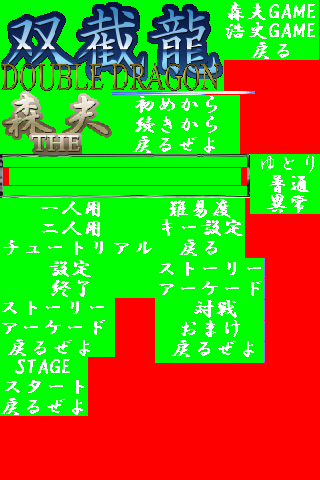 双截龍
DOUBLE DRAGON
森夫GAME
浩史GAME
戻る
森夫
THE
初めから
続きから
戻るぜよ
ゆとり
普通
異常
一人用
二人用
チュートリアル
難易度
キー設定
戻る
設定
終了
ストーリー
アーケード
ストーリー
アーケード
戻るぜよ
対戦
おまけ
戻るぜよ
STAGE
スタート
戻るぜよ